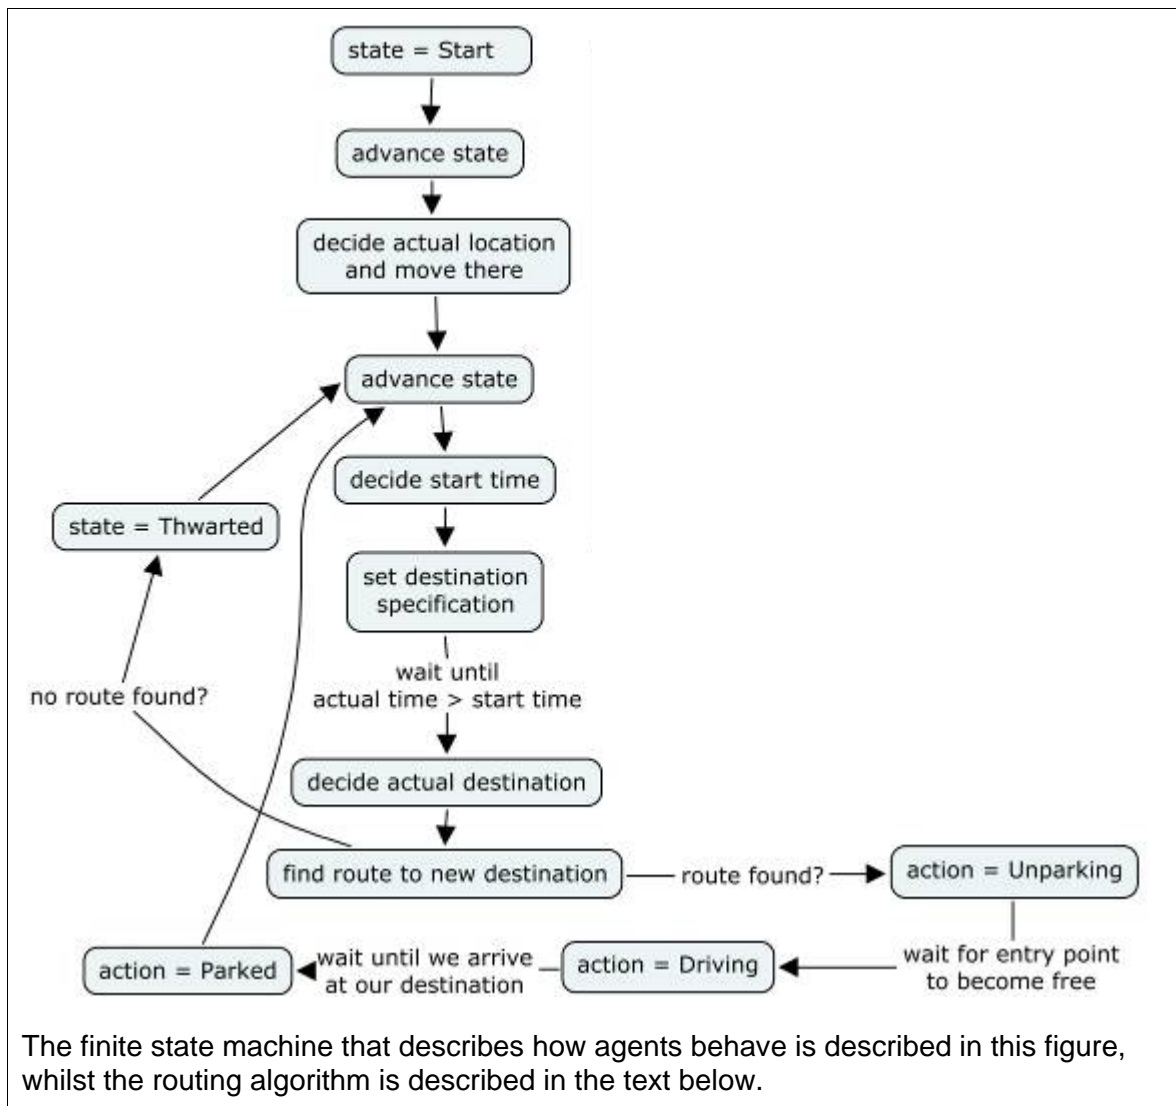 state = Start
advance state
decide actual location
and move there
advance state
decide start time
state = Thwarted
set destination
specification
wait until
actual time > start time
no route found?
decide actual destination
find route to new destination
route found?
action = Unparking
wait for entry point
to become free
action = Driving
wait until we arrive
at our destination
action = Parked
The finite state machine that describes how agents behave is described in this figure,
whilst the routing algorithm is described in the text below.